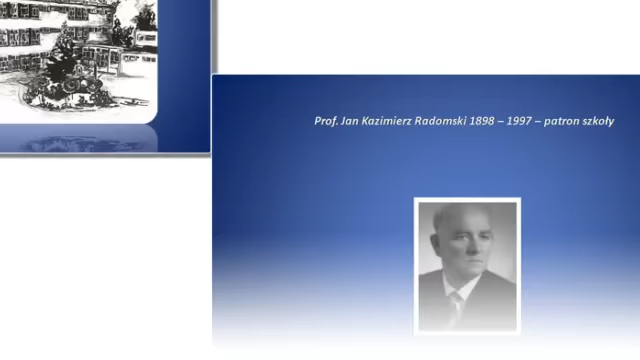 Prof. Jan Kazimierz Radomski 1898 – 1997 – patron szkoły